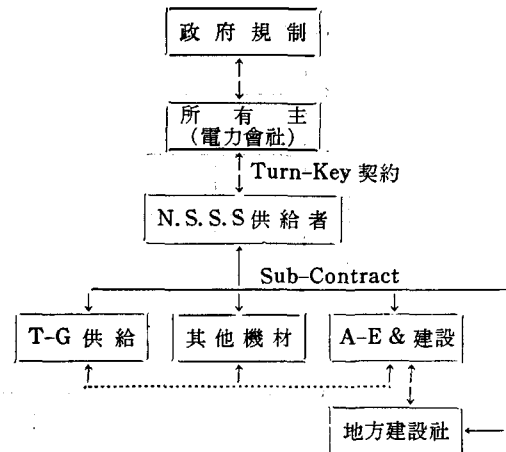 政府規制
所有主
(電力會社)
Turn-Key 契約
N.S.S.S 供給者
Sub-Contract
T-G 供給
其他機材
A-E & 建設
地方建設社